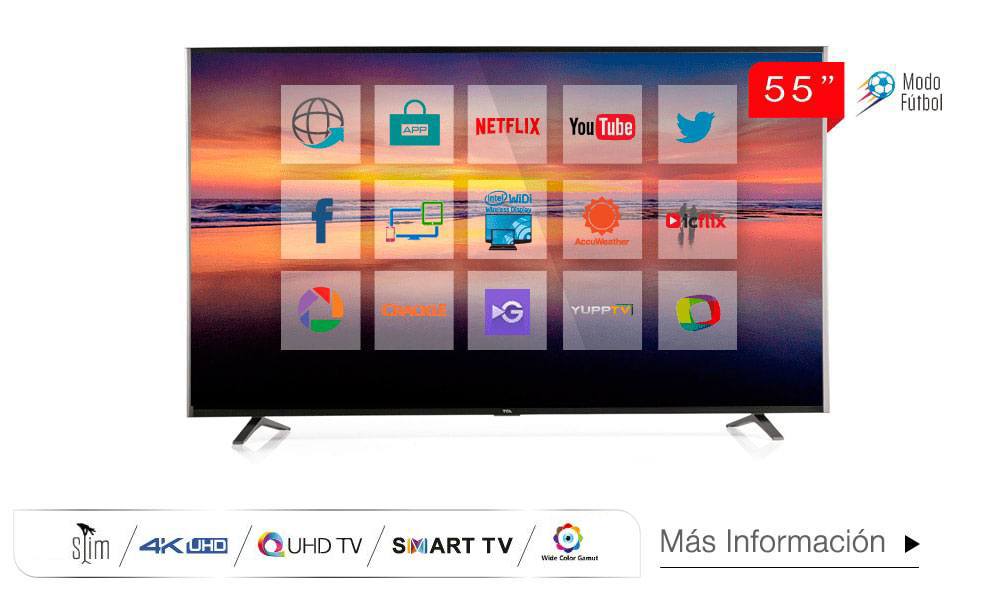 55”
Modo
Fútbol
APP
NETFLIX
YouTube
intel WiDi
Wireless Display
AccuWeather
icflix
YUPPTV
TCL
Slim
4K UHD
QUHD TV
SMART TV
Wide Color Gamut
Más Información